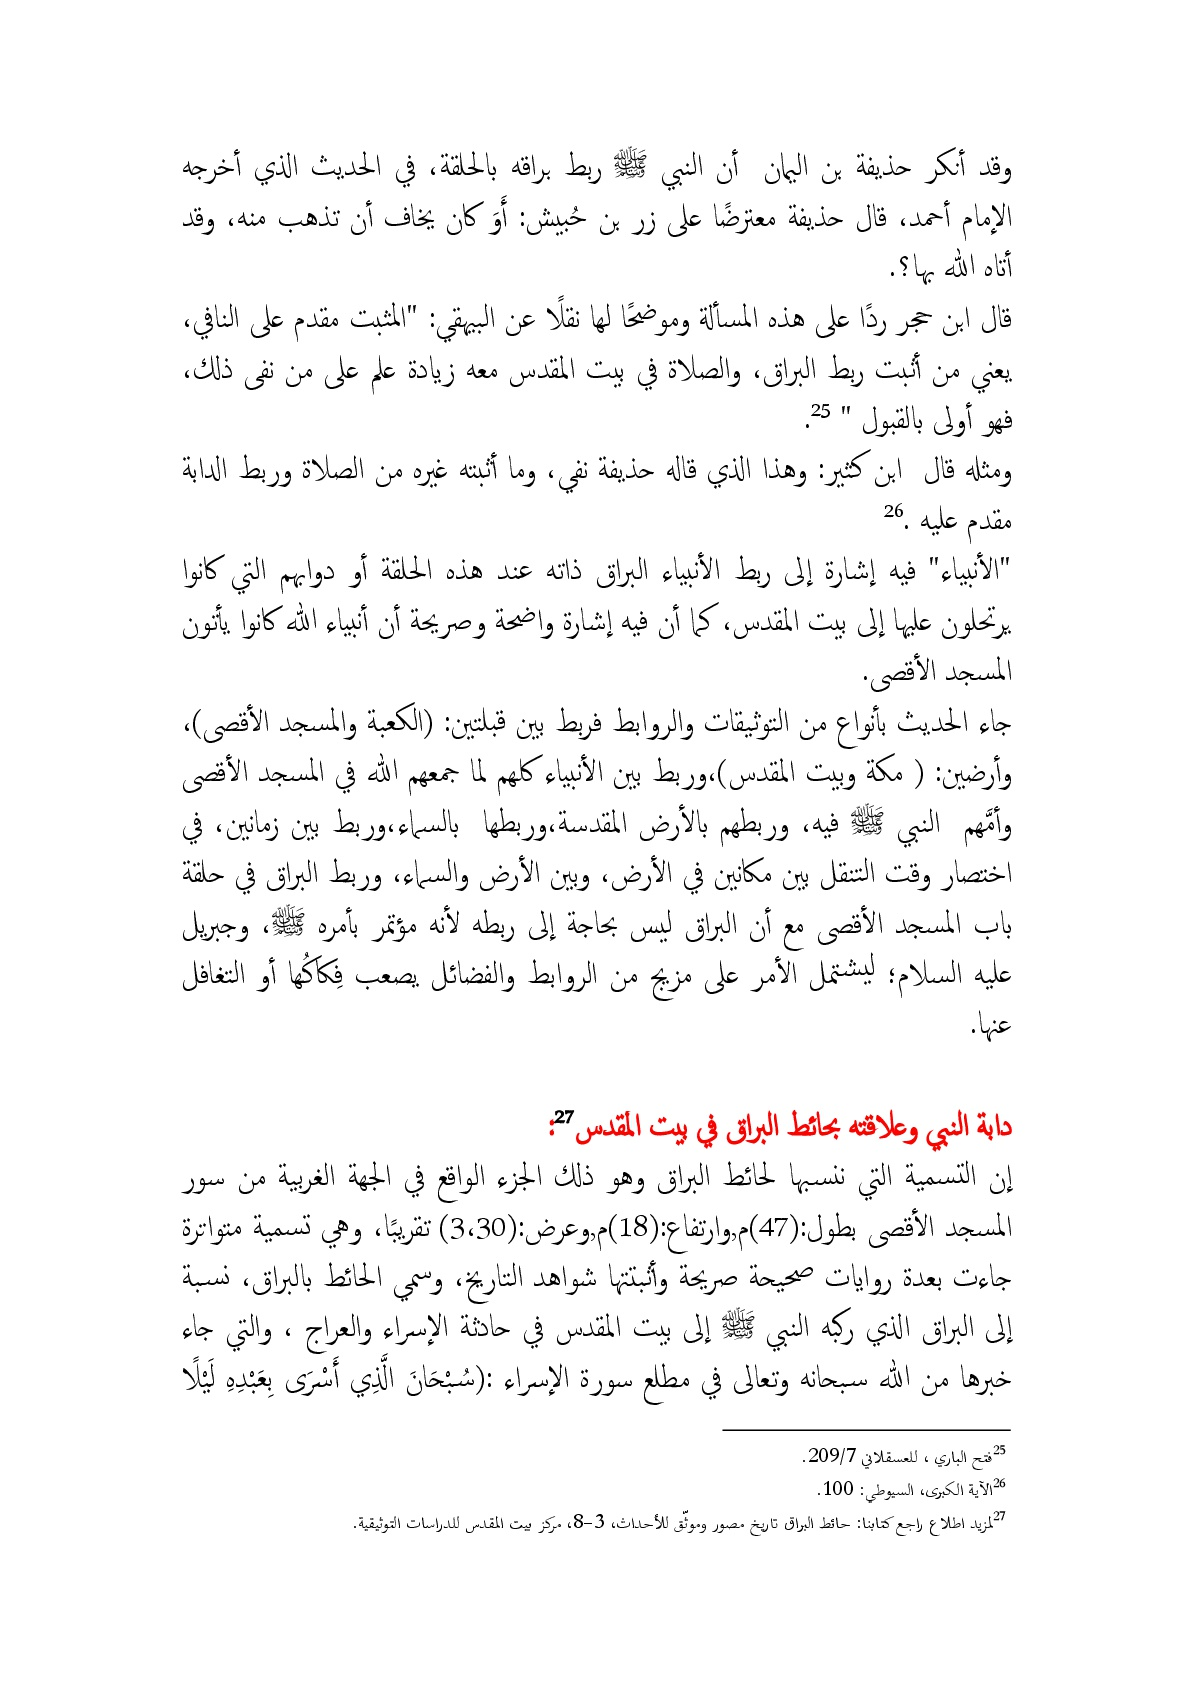 وقد أنكر حذيفة بن اليمان أن النبي ﷺ ربط براقه بالحلقة، في الحديث الذي أخرجه
الإمام أحمد، قال حذيفة معترضًا على زر بن حُبيش: أَوَ كان يخاف أن تذهب منه، وقد
أتاه الله بها؟.
قال ابن حجر ردًا على هذه المسألة وموضحًا لها نقلًا عن البيهقي: "المثبت مقدم على النافي،
يعني من أثبت ربط البراق، والصلاة في بيت المقدس معه زيادة علم على من نفى ذلك،
فهو أولى بالقبول " 25.
ومثله قال ابن كثير: وهذا الذي قاله حذيفة نفي، وما أثبته غيره من الصلاة وربط الدابة
مقدم عليه .26
"الأنبياء" فيه إشارة إلى ربط الأنبياء البراق ذاته عند هذه الحلقة أو دوابهم التي كانوا
يرتحلون عليها إلى بيت المقدس، كما أن فيه إشارة واضحة وصريحة أن أنبياء الله كانوا يأتون
المسجد الأقصى.
جاء الحديث بأنواع من التوثيقات والروابط فربط بين قبلتين: (الكعبة والمسجد الأقصى)،
وأرضين: ( مكة وبيت المقدس)،وربط بين الأنبياء كلهم لما جمعهم الله في المسجد الأقصى
وأمَّهم النبي ﷺ فيه، وربطهم بالأرض المقدسة،وربطها بالسماء،وربط بين زمانين، في
اختصار وقت التنقل بين مكانين في الأرض، وبين الأرض والسماء، وربط البراق في حلقة
باب المسجد الأقصى مع أن البراق ليس بحاجة إلى ربطه لأنه مؤتمر بأمره ﷺ، وجبريل
عليه السلام؛ ليشتمل الأمر على مزيج من الروابط والفضائل يصعب فِكاكُها أو التغافل
عنها.
دابة النبي وعلاقته بحائط البراق في بيت المقدس27:
إن التسمية التي ننسبها لحائط البراق وهو ذلك الجزء الواقع في الجهة الغربية من سور
المسجد الأقصى بطول:(47)م,وارتفاع:(18)م,وعرض:(3،30) تقريبًا، وهي تسمية متواترة
جاءت بعدة روايات صحيحة صريحة وأثبتتها شواهد التاريخ، وسمي الحائط بالبراق، نسبة
إلى البراق الذي ركبه النبي ﷺ إلى بيت المقدس في حادثة الإسراء والعراج ، والتي جاء
خبرها من الله سبحانه وتعالى في مطلع سورة الإسراء :(سُبْحَانَ الَّذِي أَسْرَى بِعَبْدِهِ لَيْلًا
25فتح الباري ، للعسقلاني 209/7.
26الآية الكبرى، السيوطي: 100.
27لمزيد اطلاع راجع كتابنا: حائط البراق تاريخ مصور وموثّق للأحداث، 3-8، مركز بيت المقدس للدراسات التوثيقية.